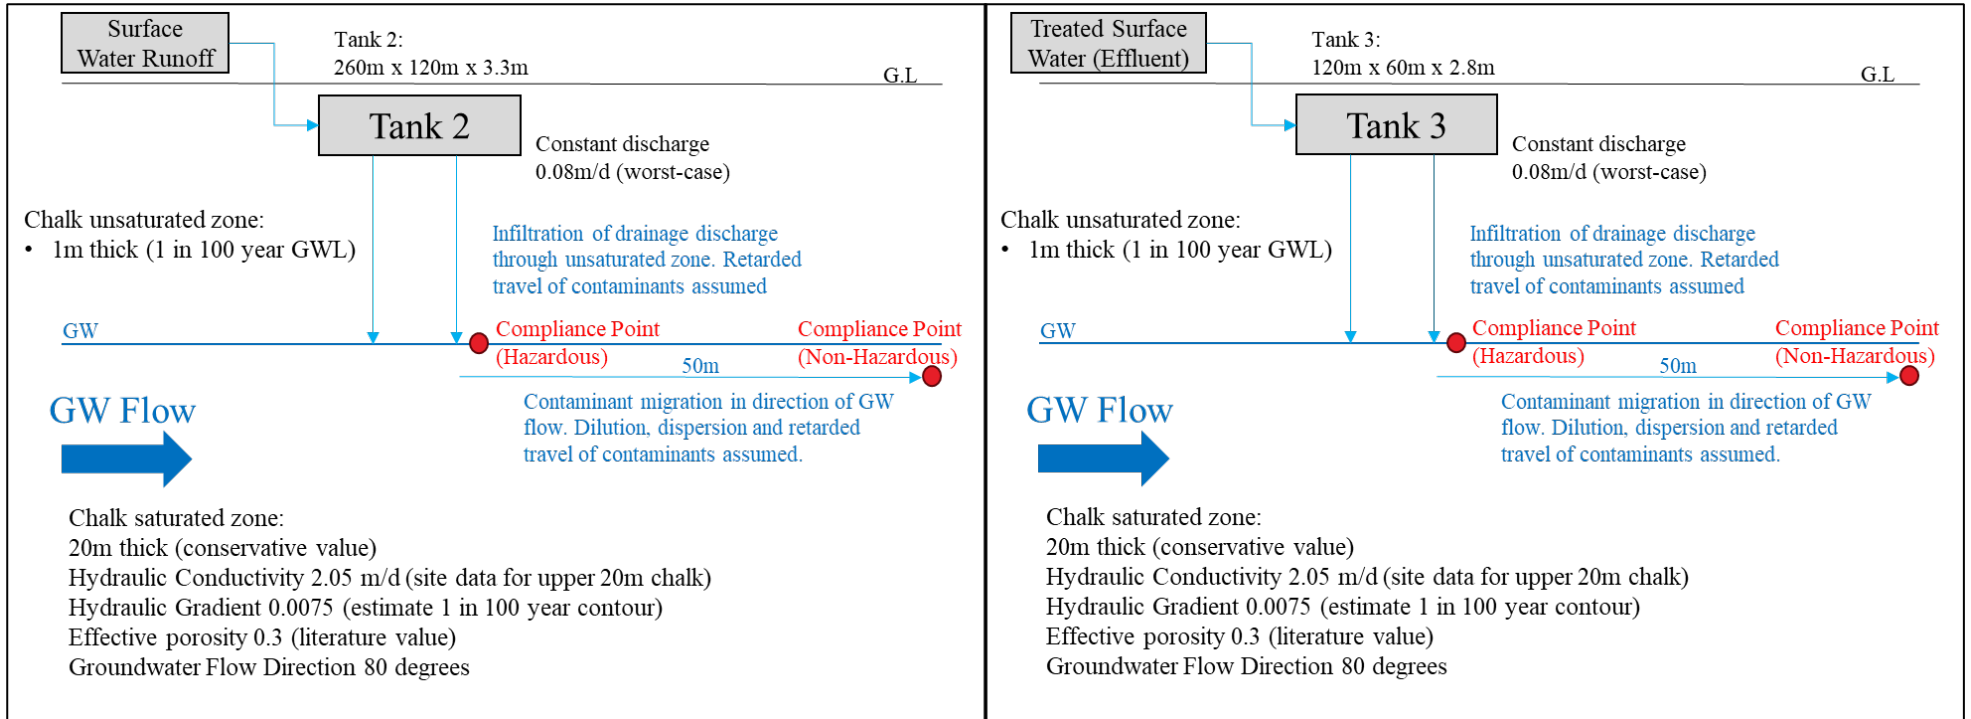 Surface
Water Runoff
Tank 2:
260m x 120m x 3.3m
G.L
Tank 2
Constant discharge
0.08m/d (worst-case)
Chalk unsaturated zone:
• 1m thick (1 in 100 year GWL)
Infiltration of drainage discharge
through unsaturated zone. Retarded
travel of contaminants assumed
GW
Compliance Point
(Hazardous)
Compliance Point
(Non-Hazardous)
50m
GW Flow
Contaminant migration in direction of GW
flow. Dilution, dispersion and retarded
travel of contaminants assumed.
Chalk saturated zone:
20m thick (conservative value)
Hydraulic Conductivity 2.05 m/d (site data for upper 20m chalk)
Hydraulic Gradient 0.0075 (estimate 1 in 100 year contour)
Effective porosity 0.3 (literature value)
Groundwater Flow Direction 80 degrees
Treated Surface
Water (Effluent)
Tank 3:
120m x 60m x 2.8m
G.L
Tank 3
Constant discharge
0.08m/d (worst-case)
Chalk unsaturated zone:
• 1m thick (1 in 100 year GWL)
Infiltration of drainage discharge
through unsaturated zone. Retarded
travel of contaminants assumed
GW
Compliance Point
(Hazardous)
Compliance Point
(Non-Hazardous)
50m
GW Flow
Contaminant migration in direction of GW
flow. Dilution, dispersion and retarded
travel of contaminants assumed.
Chalk saturated zone:
20m thick (conservative value)
Hydraulic Conductivity 2.05 m/d (site data for upper 20m chalk)
Hydraulic Gradient 0.0075 (estimate 1 in 100 year contour)
Effective porosity 0.3 (literature value)
Groundwater Flow Direction 80 degrees